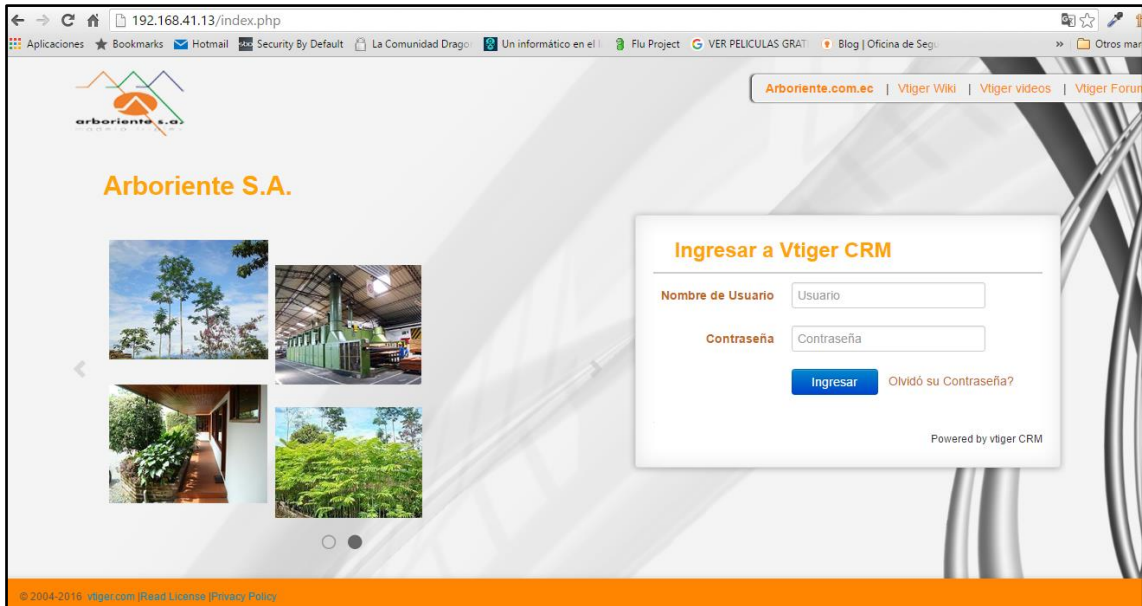 192.168.41.13/index.php
Aplicaciones Bookmarks Hotmail Security By Default La Comunidad Drago Un informático en el l Flu Project VER PELICULAS GRAT Blog | Oficina de Segu » Otros mar
arboriente s.a.
Arboriente.com.ec | Vtiger Wiki | Vtiger videos | Vtiger Forum
Arboriente S.A.
Ingresar a Vtiger CRM
Nombre de Usuario Usuario
Contraseña Contraseña
Ingresar Olvidó su Contraseña?
Powered by vtiger CRM
© 2004-2016 vtiger.com |Read License |Privacy Policy